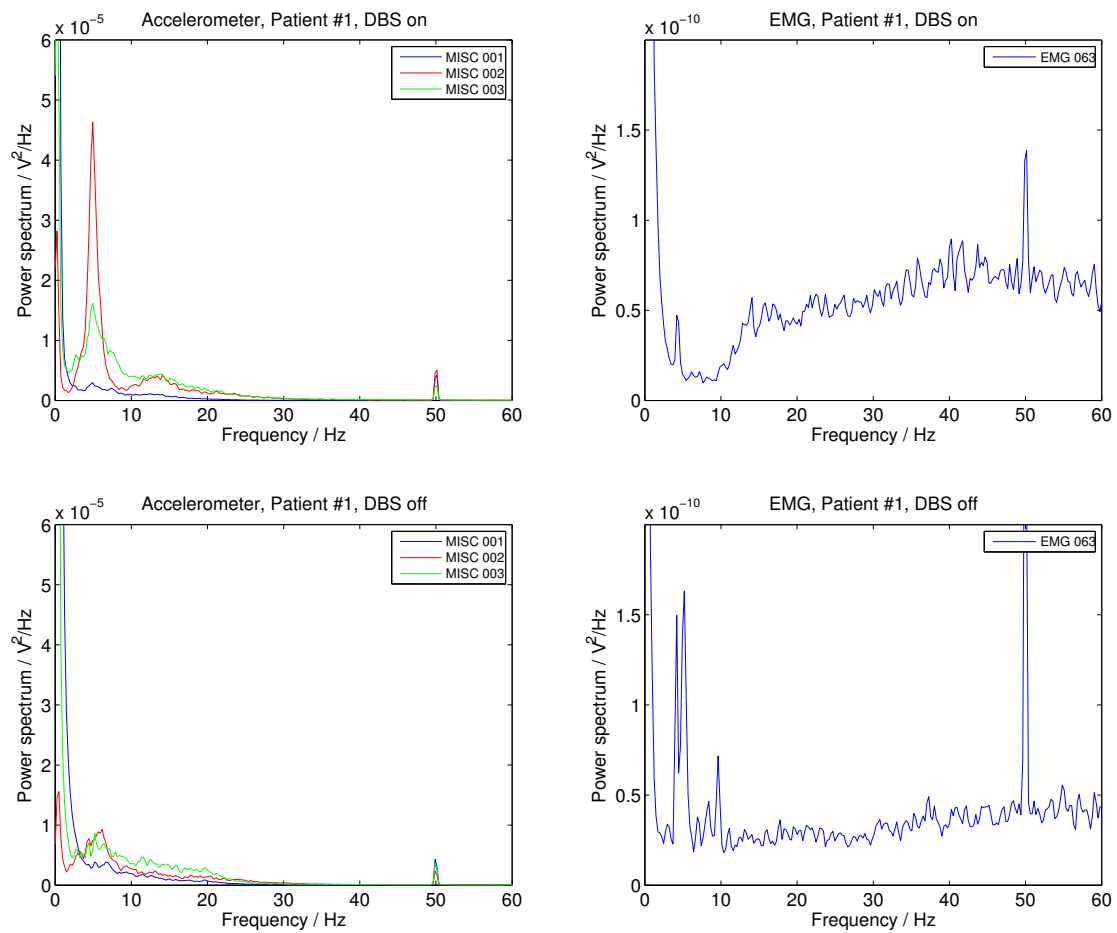 Accelerometer, Patient #1, DBS on
x 10^-5
6
5
4
3
2
1
0
0 10 20 30 40 50 60
Power spectrum / V^2/Hz
Frequency / Hz
MISC 001
MISC 002
MISC 003
EMG, Patient #1, DBS on
x 10^-10
1.5
1
0.5
0
0 10 20 30 40 50 60
Power spectrum / V^2/Hz
Frequency / Hz
EMG 063
Accelerometer, Patient #1, DBS off
x 10^-5
6
5
4
3
2
1
0
0 10 20 30 40 50 60
Power spectrum / V^2/Hz
Frequency / Hz
MISC 001
MISC 002
MISC 003
EMG, Patient #1, DBS off
x 10^-10
1.5
1
0.5
0
0 10 20 30 40 50 60
Power spectrum / V^2/Hz
Frequency / Hz
EMG 063